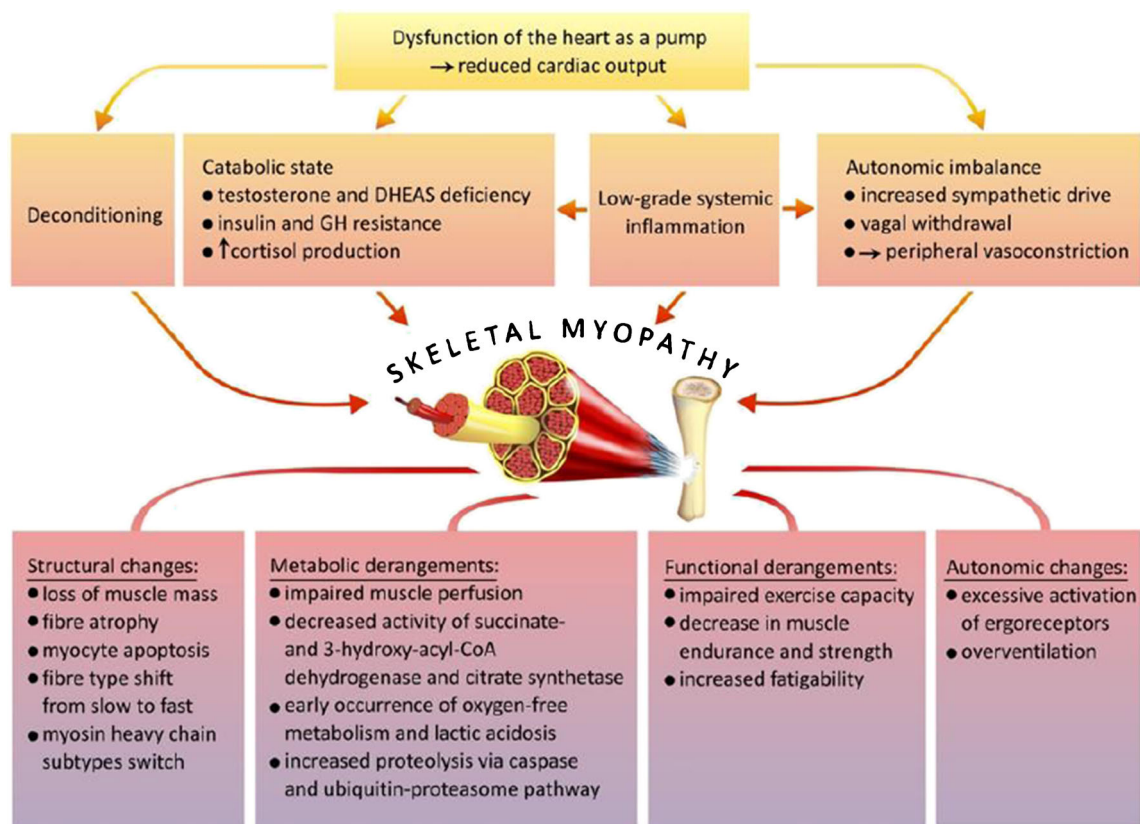 Dysfunction of the heart as a pump
→ reduced cardiac output
Deconditioning
Catabolic state
● testosterone and DHEAS deficiency
● insulin and GH resistance
● ↑cortisol production
Low-grade systemic
inflammation
Autonomic imbalance
● increased sympathetic drive
● vagal withdrawal
● → peripheral vasoconstriction
SKELETAL MYOPATHY
Structural changes:
● loss of muscle mass
● fibre atrophy
● myocyte apoptosis
● fibre type shift
from slow to fast
● myosin heavy chain
subtypes switch
Metabolic derangements:
● impaired muscle perfusion
● decreased activity of succinate-
and 3-hydroxy-acyl-CoA
dehydrogenase and citrate synthetase
● early occurrence of oxygen-free
metabolism and lactic acidosis
● increased proteolysis via caspase
and ubiquitin-proteasome pathway
Functional derangements:
● impaired exercise capacity
● decrease in muscle
endurance and strength
● increased fatigability
Autonomic changes:
● excessive activation
of ergoreceptors
● overventilation